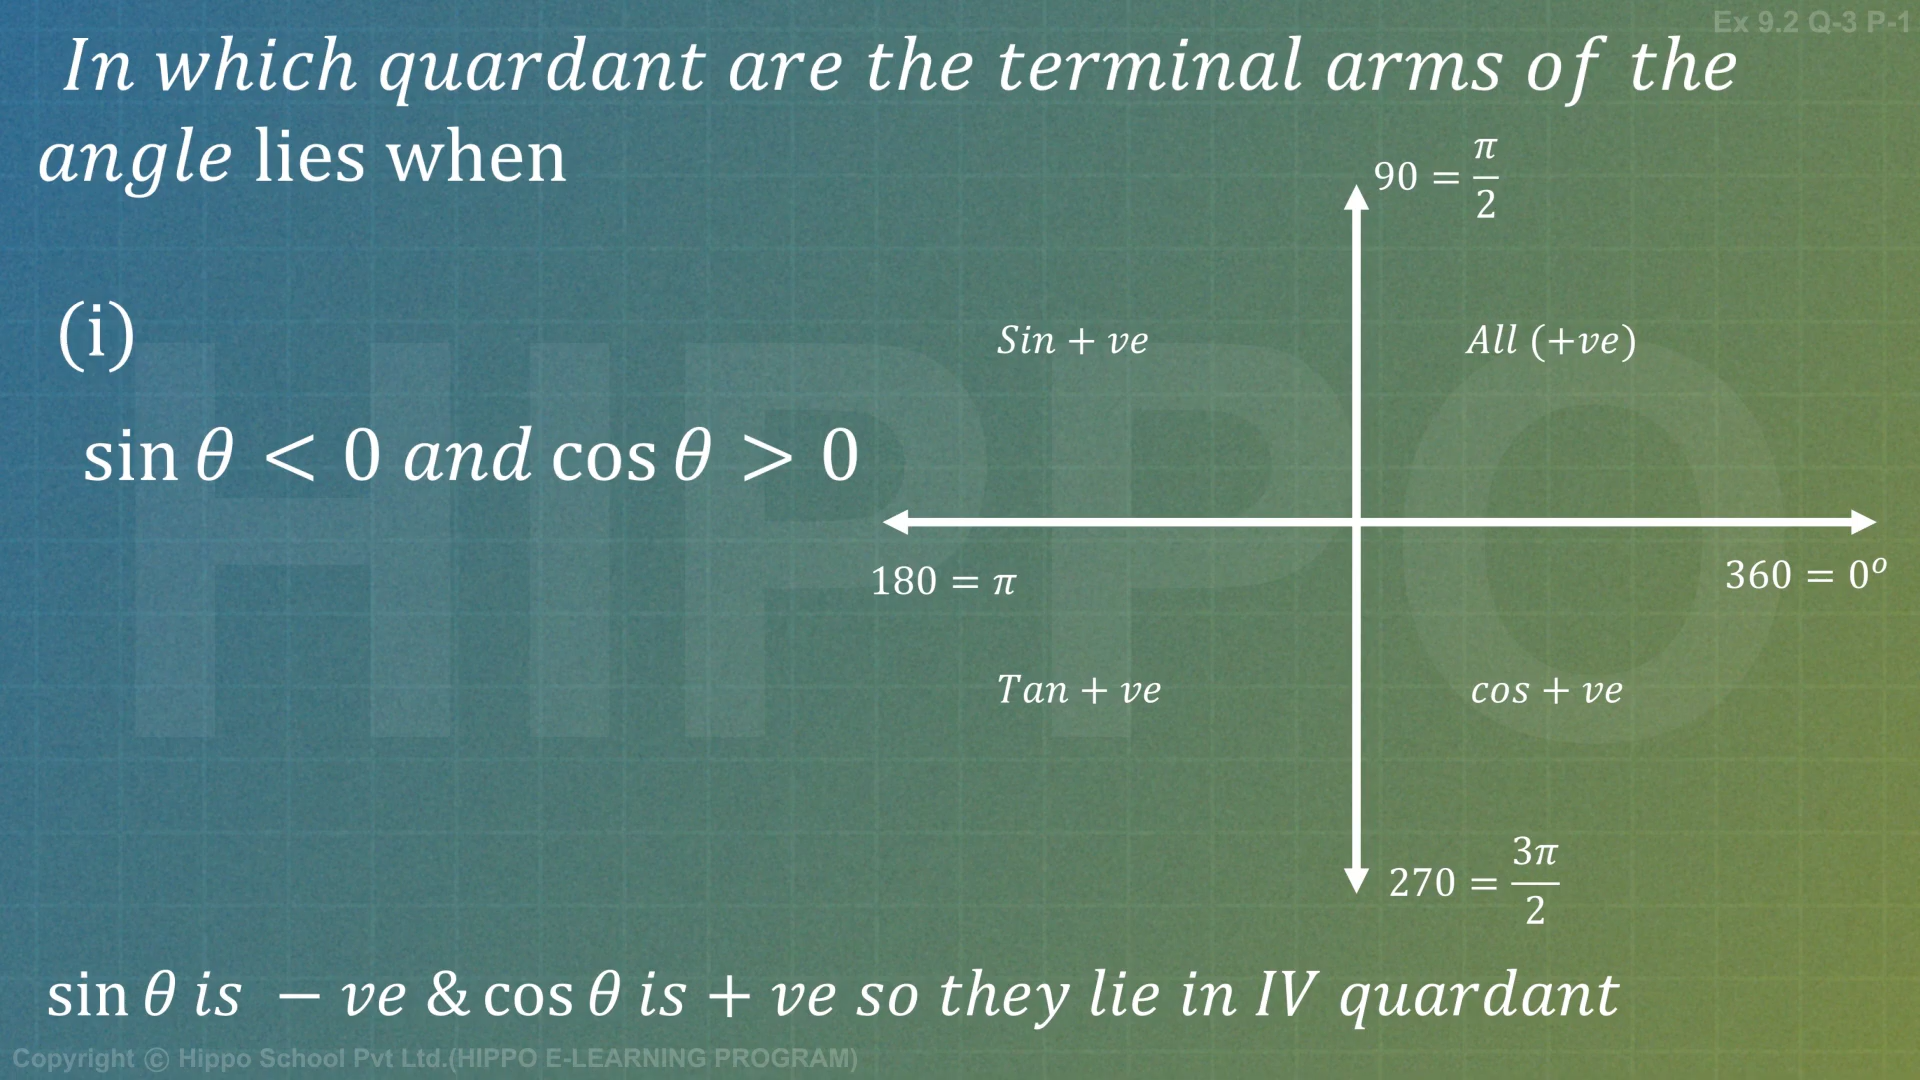 Ex 9.2 Q-3 P-1
In which quardant are the terminal arms of the
angle lies when
90 = π/2
(i)
Sin + ve
All (+ve)
sin θ < 0 and cos θ > 0
180 = π
360 = 0°
Tan + ve
cos + ve
270 = 3π/2
sin θ is − ve & cos θ is + ve so they lie in IV quardant
HIPPO
Copyright © Hippo School Pvt Ltd.(HIPPO E-LEARNING PROGRAM)